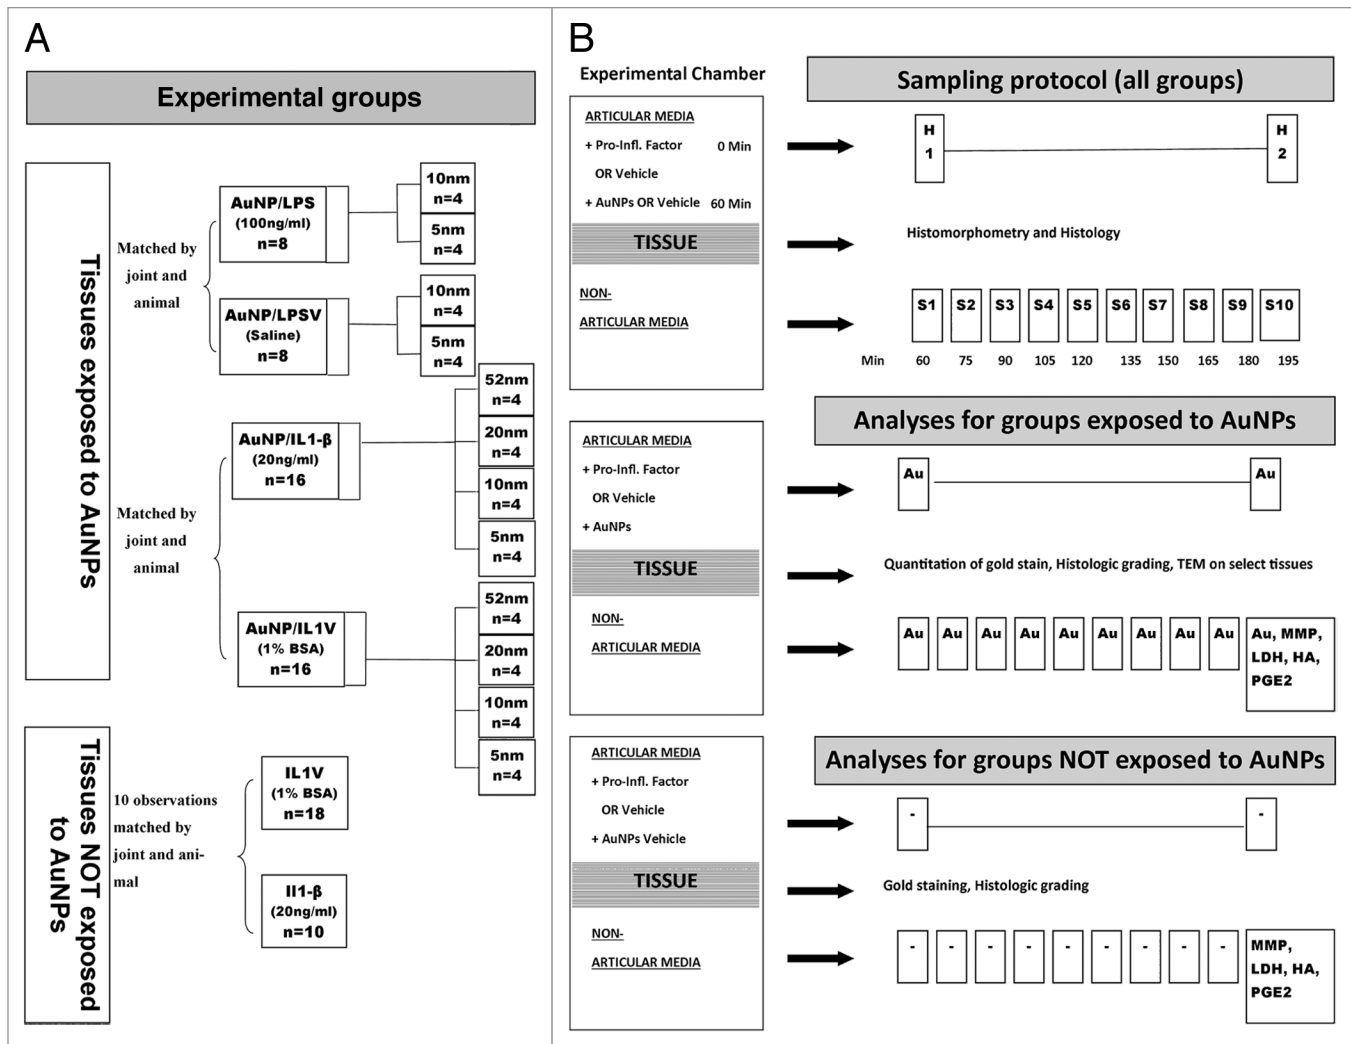 A
Experimental groups
Tissues exposed to AuNPs
Matched by
joint and
animal
AuNP/LPS
(100ng/ml)
n=8
10nm
n=4
5nm
n=4
AuNP/LPSV
(Saline)
n=8
10nm
n=4
5nm
n=4
Matched by
joint and
animal
AuNP/IL1-β
(20ng/ml)
n=16
52nm
n=4
20nm
n=4
10nm
n=4
5nm
n=4
AuNP/IL1V
(1% BSA)
n=16
52nm
n=4
20nm
n=4
10nm
n=4
5nm
n=4
Tissues NOT exposed
to AuNPs
10 observations
matched by
joint and ani-
mal
IL1V
(1% BSA)
n=18
Il1-β
(20ng/ml)
n=10
B
Experimental Chamber
Sampling protocol (all groups)
ARTICULAR MEDIA
+ Pro-Infl. Factor 0 Min
OR Vehicle
+ AuNPs OR Vehicle 60 Min
TISSUE
NON-
ARTICULAR MEDIA
H
1
H
2
Histomorphometry and Histology
S1 S2 S3 S4 S5 S6 S7 S8 S9 S10
Min 60 75 90 105 120 135 150 165 180 195
Analyses for groups exposed to AuNPs
ARTICULAR MEDIA
+ Pro-Infl. Factor
OR Vehicle
+ AuNPs
TISSUE
NON-
ARTICULAR MEDIA
Au Au
Quantitation of gold stain, Histologic grading, TEM on select tissues
Au Au Au Au Au Au Au Au Au Au, MMP,
LDH, HA,
PGE2
Analyses for groups NOT exposed to AuNPs
ARTICULAR MEDIA
+ Pro-Infl. Factor
OR Vehicle
+ AuNPs Vehicle
TISSUE
NON-
ARTICULAR MEDIA
- -
Gold staining, Histologic grading
- - - - - - - - - MMP,
LDH, HA,
PGE2